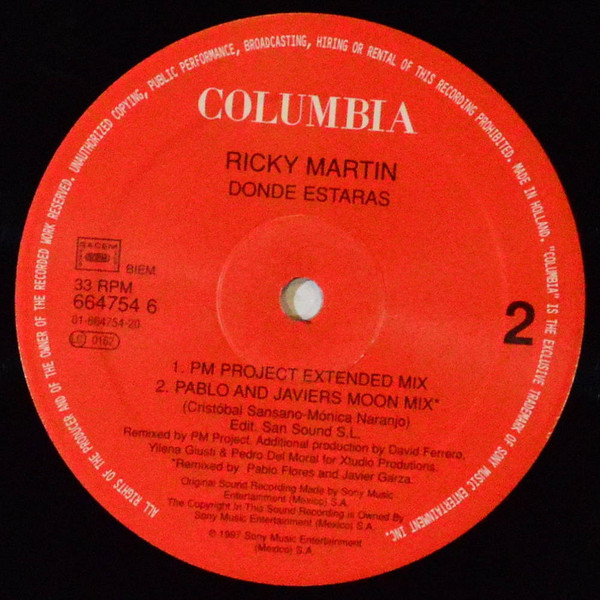 ALL RIGHTS OF THE PRODUCER AND OF THE OWNER OF THE RECORDED WORK RESERVED. UNAUTHORIZED COPYING, PUBLIC PERFORMANCE, BROADCASTING, HIRING OR RENTAL OF THIS RECORDING PROHIBITED. MADE IN HOLLAND. "COLUMBIA" IS THE EXCLUSIVE TRADEMARK OF SONY MUSIC ENTERTAINMENT INC.
COLUMBIA
RICKY MARTIN
DONDE ESTARAS
SACEM
BIEM
33 RPM
664754 6
01-664754-20
LC 0162
2
1. PM PROJECT EXTENDED MIX
2. PABLO AND JAVIERS MOON MIX*
(Cristóbal Sansano-Mónica Naranjo)
Edit. San Sound S.L.
Remixed by PM Project. Additional production by David Ferrero,
Yllena Giusti & Pedro Del Moral for Xtudio Produtions.
*Remixed by Pablo Flores and Javier Garza.
Original Sound Recording Made by Sony Music
Entertainment (Mexico) S.A.
The Copyright In This Sound Recording is Owned By
Sony Music Entertainment (Mexico) S.A.
℗ 1997 Sony Music Entertainment
(Mexico) S.A.